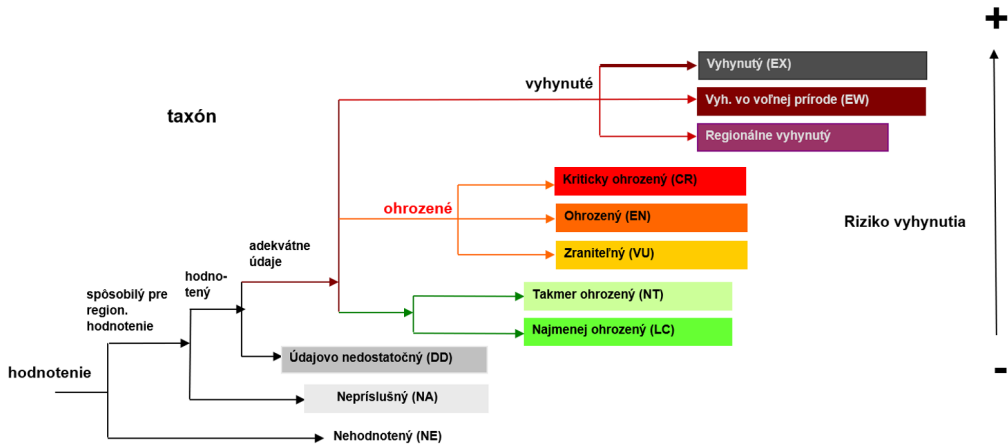 +
Vyhynutý (EX)
vyhynuté
Vyh. vo voľnej prírode (EW)
taxón
Regionálne vyhynutý
Kriticky ohrozený (CR)
ohrozené
Ohrozený (EN)
Riziko vyhynutia
adekvátne
údaje
Zraniteľný (VU)
hodno-
tený
spôsobilý pre
region.
hodnotenie
Takmer ohrozený (NT)
Najmenej ohrozený (LC)
Údajovo nedostatočný (DD)
hodnotenie
-
Nepríslušný (NA)
Nehodnotený (NE)